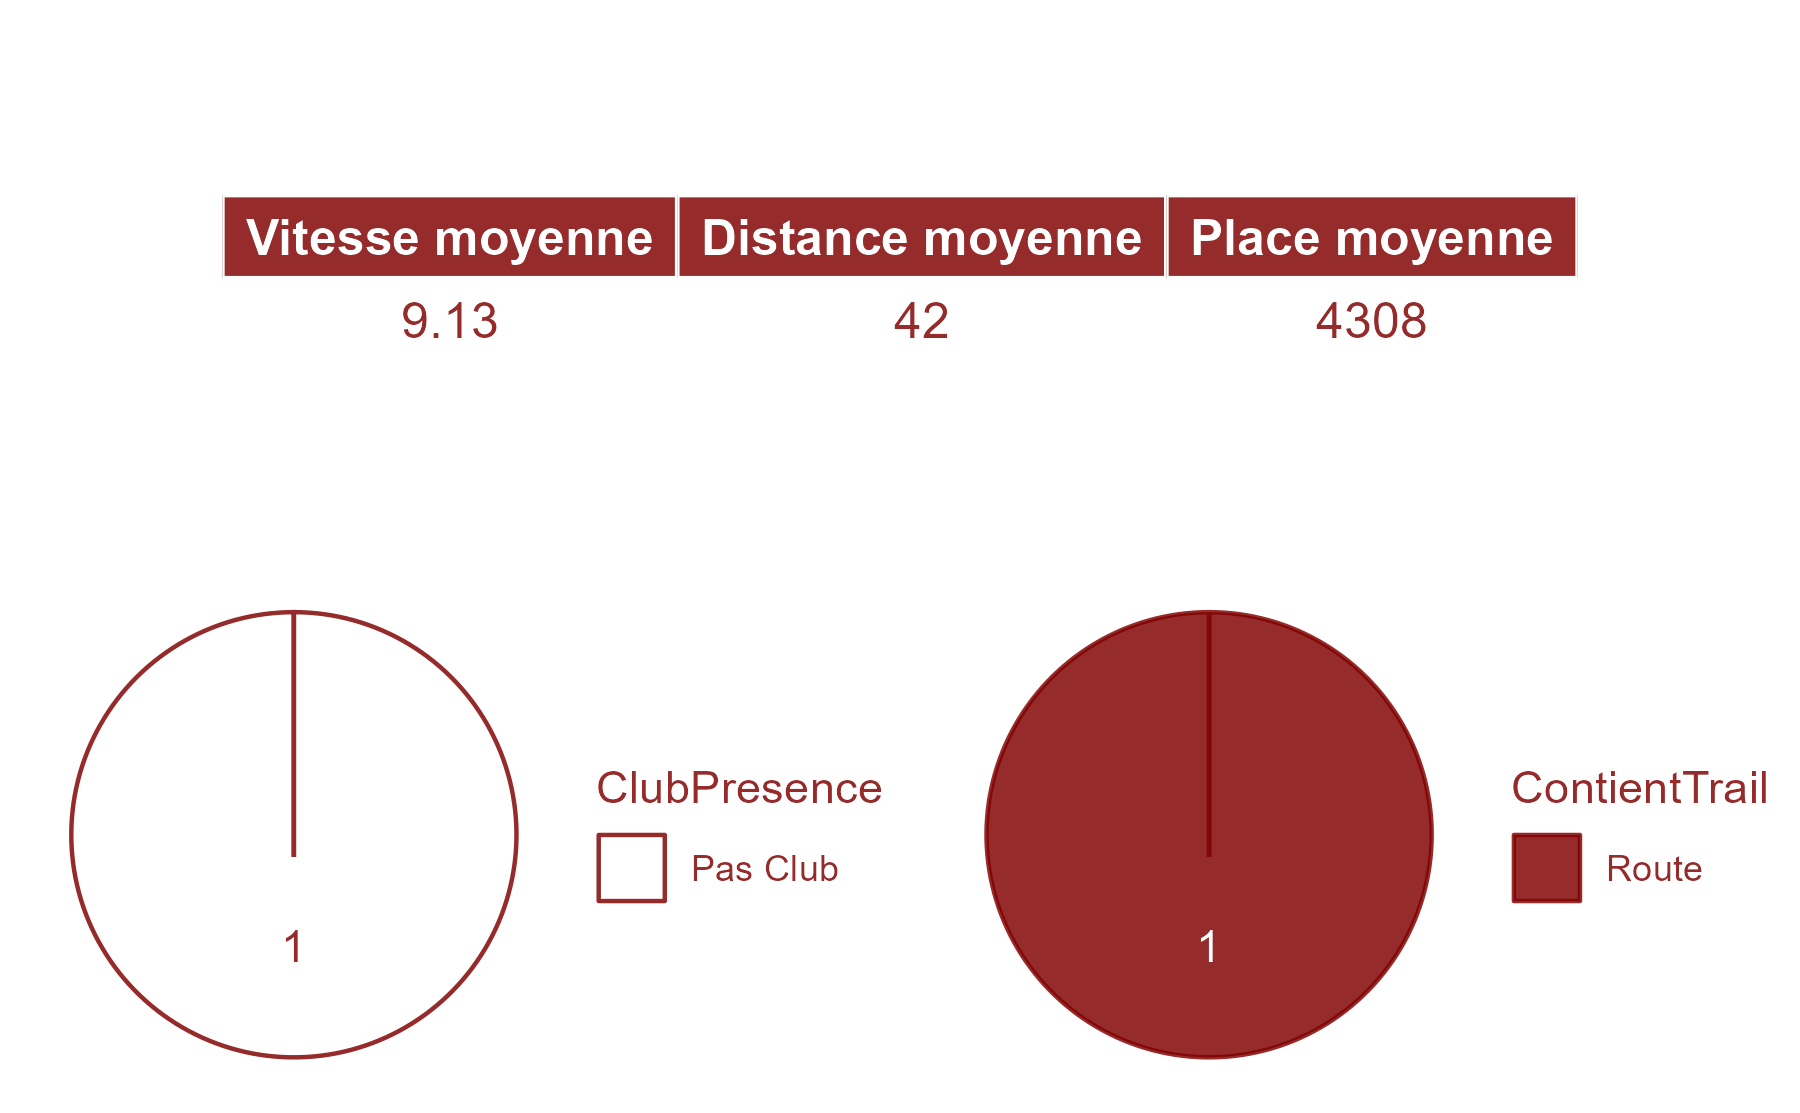 Vitesse moyenne Distance moyenne Place moyenne
9.13 42 4308
ClubPresence
Pas Club
1
ContientTrail
Route
1